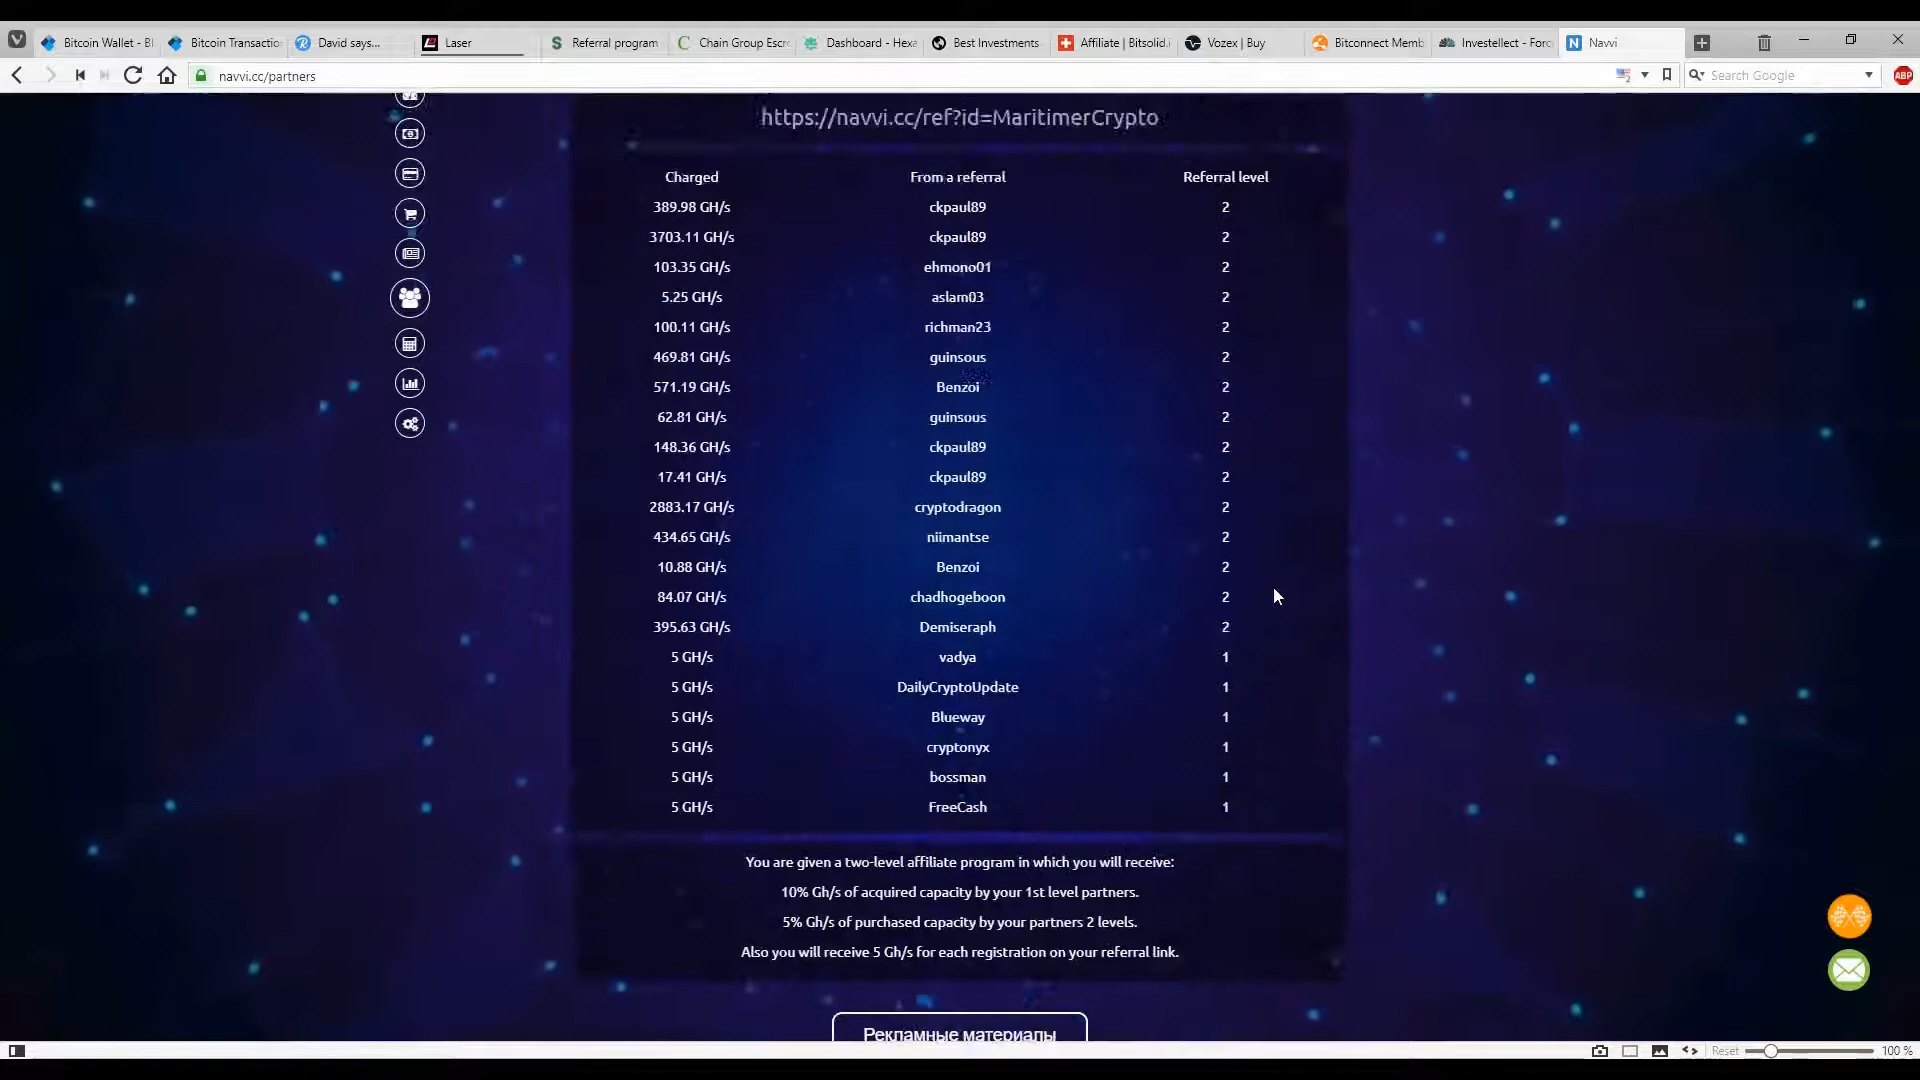 Bitcoin Wallet - Bl
Bitcoin Transactio
David says...
Laser
Referral program
Chain Group Escr
Dashboard - Hexa
Best Investments
Affiliate | Bitsolid.i
Vozex | Buy
Bitconnect Memb
Investellect - Forc
Navvi
navvi.cc/partners
Search Google
ABP
https://navvi.cc/ref?id=MaritimerCrypto
Charged From a referral Referral level
389.98 GH/s ckpaul89 2
3703.11 GH/s ckpaul89 2
103.35 GH/s ehmono01 2
5.25 GH/s aslam03 2
100.11 GH/s richman23 2
469.81 GH/s guinsous 2
571.19 GH/s Benzoi 2
62.81 GH/s guinsous 2
148.36 GH/s ckpaul89 2
17.41 GH/s ckpaul89 2
2883.17 GH/s cryptodragon 2
434.65 GH/s niimantse 2
10.88 GH/s Benzoi 2
84.07 GH/s chadhogeboon 2
395.63 GH/s Demiseraph 2
5 GH/s vadya 1
5 GH/s DailyCryptoUpdate 1
5 GH/s Blueway 1
5 GH/s cryptonyx 1
5 GH/s bossman 1
5 GH/s FreeCash 1
You are given a two-level affiliate program in which you will receive:
10% Gh/s of acquired capacity by your 1st level partners.
5% Gh/s of purchased capacity by your partners 2 levels.
Also you will receive 5 Gh/s for each registration on your referral link.
Рекламные материалы
Reset 100 %